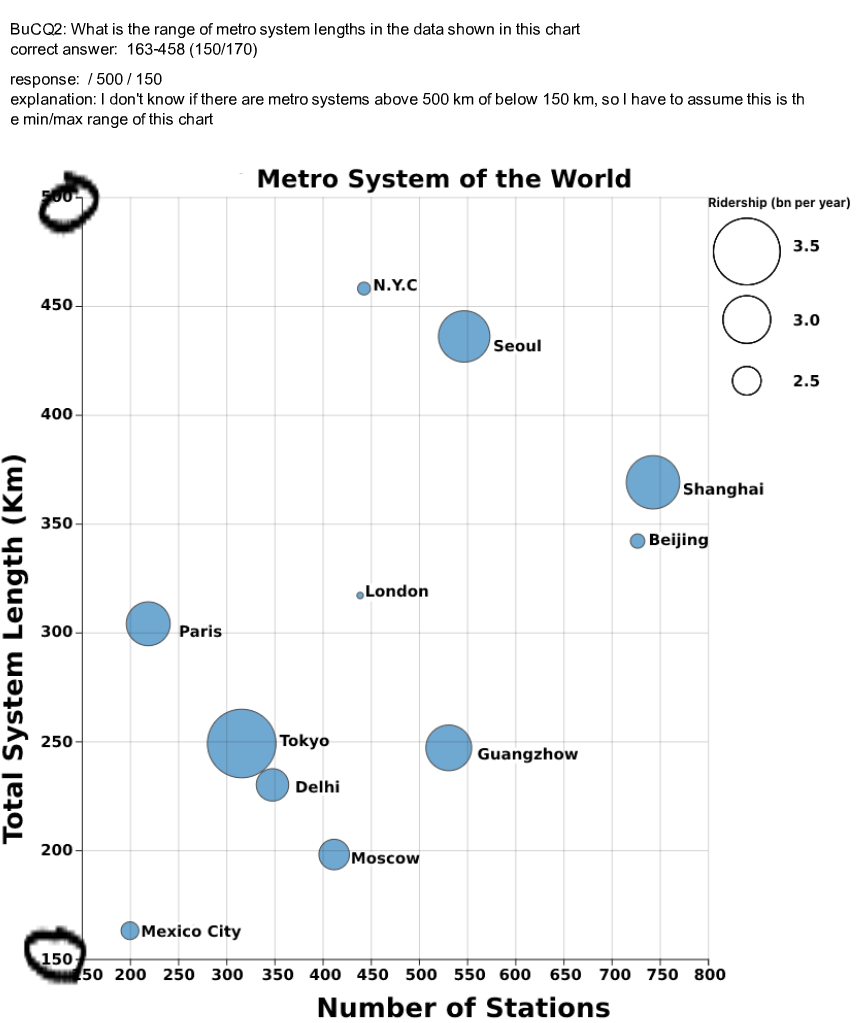 BuCQ2: What is the range of metro system lengths in the data shown in this chart
correct answer:  163-458 (150/170)
response:  / 500 / 150
explanation: I don't know if there are metro systems above 500 km of below 150 km, so I have to assume this is th
e min/max range of this chart
Metro System of the World
Ridership (bn per year)
500
3.5
N.Y.C
450
3.0
Seoul
2.5
400
Shanghai
350
Beijing
London
300
Paris
250
Tokyo
Guangzhow
Delhi
200
Moscow
Mexico City
150
150 200 250 300 350 400 450 500 550 600 650 700 750 800
Total System Length (Km)
Number of Stations